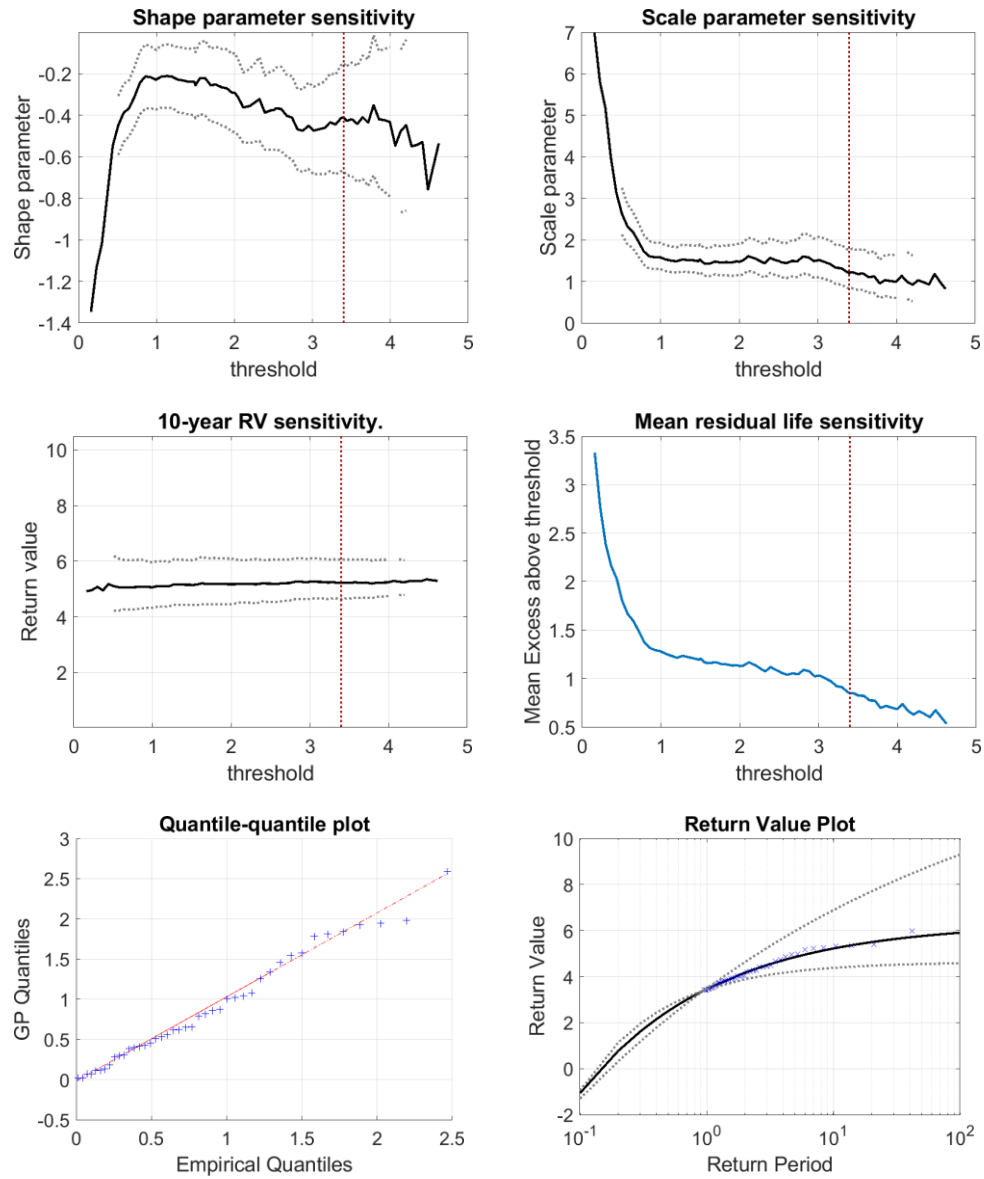 Shape parameter sensitivity
Shape parameter
-0.2
-0.4
-0.6
-0.8
-1
-1.2
-1.4
0 1 2 3 4 5
threshold
Scale parameter sensitivity
Scale parameter
7
6
5
4
3
2
1
0
0 1 2 3 4 5
threshold
10-year RV sensitivity.
Return value
10
8
6
4
2
0 1 2 3 4 5
threshold
Mean residual life sensitivity
Mean Excess above threshold
3.5
3
2.5
2
1.5
1
0.5
0 1 2 3 4 5
threshold
Quantile-quantile plot
GP Quantiles
3
2.5
2
1.5
1
0.5
0
-0.5
0 0.5 1 1.5 2 2.5
Empirical Quantiles
Return Value Plot
Return Value
10
8
6
4
2
0
-2
10^-1 10^0 10^1 10^2
Return Period